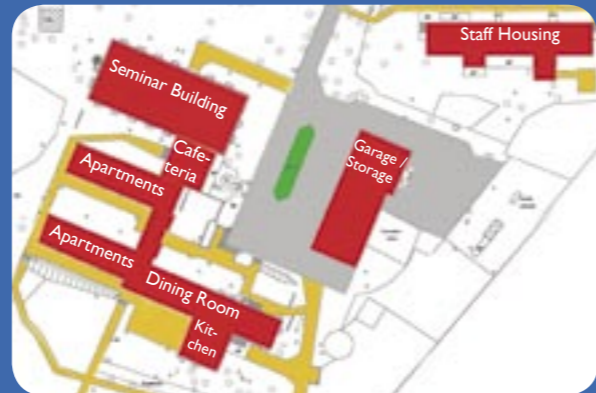 Staff Housing
Seminar Building
Garage /
Storage
Cafe-
teria
Apartments
Apartments
Dining Room
Kit-
chen